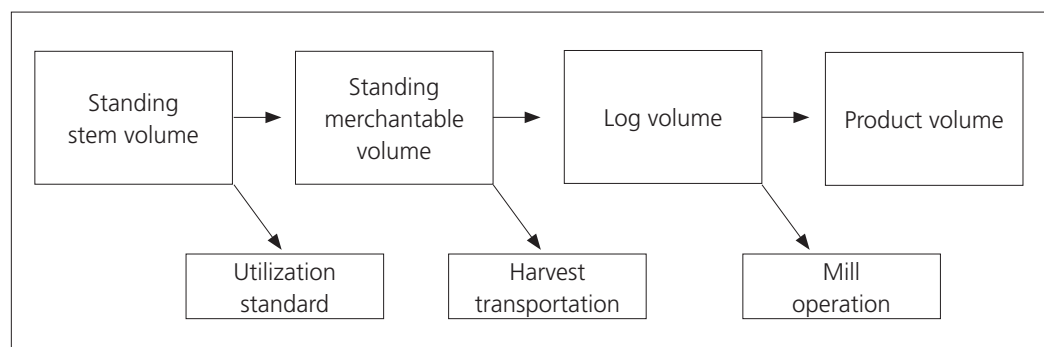 Standing
stem volume
Standing
merchantable
volume
Log volume
Product volume
Utilization
standard
Harvest
transportation
Mill
operation